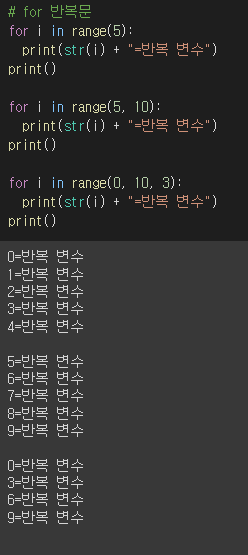 # for 반복문
for i in range(5):
  print(str(i) + "=반복 변수")
print()

for i in range(5, 10):
  print(str(i) + "=반복 변수")
print()

for i in range(0, 10, 3):
  print(str(i) + "=반복 변수")
print()

0=반복 변수
1=반복 변수
2=반복 변수
3=반복 변수
4=반복 변수

5=반복 변수
6=반복 변수
7=반복 변수
8=반복 변수
9=반복 변수

0=반복 변수
3=반복 변수
6=반복 변수
9=반복 변수